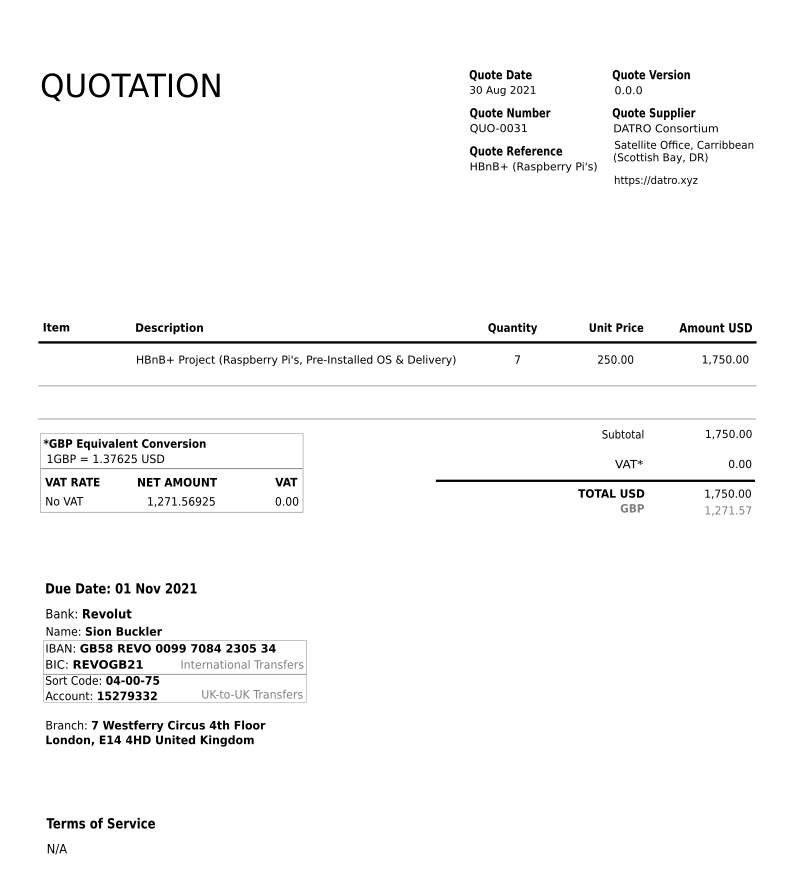 QUOTATION
Quote Date
30 Aug 2021
Quote Number
QUO-0031
Quote Reference
HBnB+ (Raspberry Pi's)
Quote Version
0.0.0
Quote Supplier
DATRO Consortium
Satellite Office, Carribbean
(Scottish Bay, DR)
https://datro.xyz
Item Description Quantity Unit Price Amount USD
HBnB+ Project (Raspberry Pi's, Pre-Installed OS & Delivery) 7 250.00 1,750.00
*GBP Equivalent Conversion
1GBP = 1.37625 USD
VAT RATE NET AMOUNT VAT
No VAT 1,271.56925 0.00
Subtotal 1,750.00
VAT* 0.00
TOTAL USD 1,750.00
GBP 1,271.57
Due Date: 01 Nov 2021
Bank: Revolut
Name: Sion Buckler
IBAN: GB58 REVO 0099 7084 2305 34
BIC: REVOGB21 International Transfers
Sort Code: 04-00-75
Account: 15279332 UK-to-UK Transfers
Branch: 7 Westferry Circus 4th Floor
London, E14 4HD United Kingdom
Terms of Service
N/A